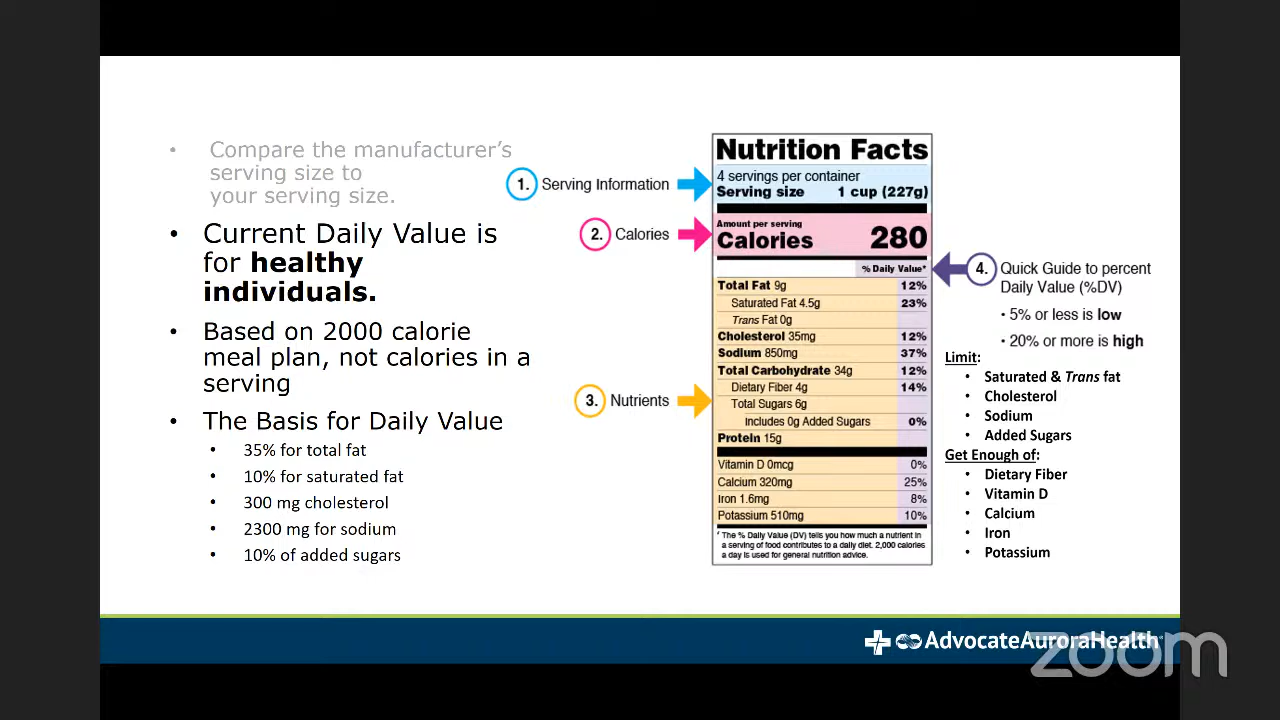 • Compare the manufacturer's
serving size to
your serving size.
• Current Daily Value is
for healthy
individuals.
• Based on 2000 calorie
meal plan, not calories in a
serving
• The Basis for Daily Value
• 35% for total fat
• 10% for saturated fat
• 300 mg cholesterol
• 2300 mg for sodium
• 10% of added sugars
1. Serving Information
2. Calories
3. Nutrients
Nutrition Facts
4 servings per container
Serving size 1 cup (227g)
Amount per serving
Calories 280
% Daily Value*
Total Fat 9g 12%
Saturated Fat 4.5g 23%
Trans Fat 0g
Cholesterol 35mg 12%
Sodium 850mg 37%
Total Carbohydrate 34g 12%
Dietary Fiber 4g 14%
Total Sugars 6g
Includes 0g Added Sugars 0%
Protein 15g
Vitamin D 0mcg 0%
Calcium 320mg 25%
Iron 1.6mg 8%
Potassium 510mg 10%
* The % Daily Value (DV) tells you how much a nutrient in
a serving of food contributes to a daily diet. 2,000 calories
a day is used for general nutrition advice.
4. Quick Guide to percent
Daily Value (%DV)
• 5% or less is low
• 20% or more is high
Limit:
• Saturated & Trans fat
• Cholesterol
• Sodium
• Added Sugars
Get Enough of:
• Dietary Fiber
• Vitamin D
• Calcium
• Iron
• Potassium
AdvocateAuroraHealth
zoom